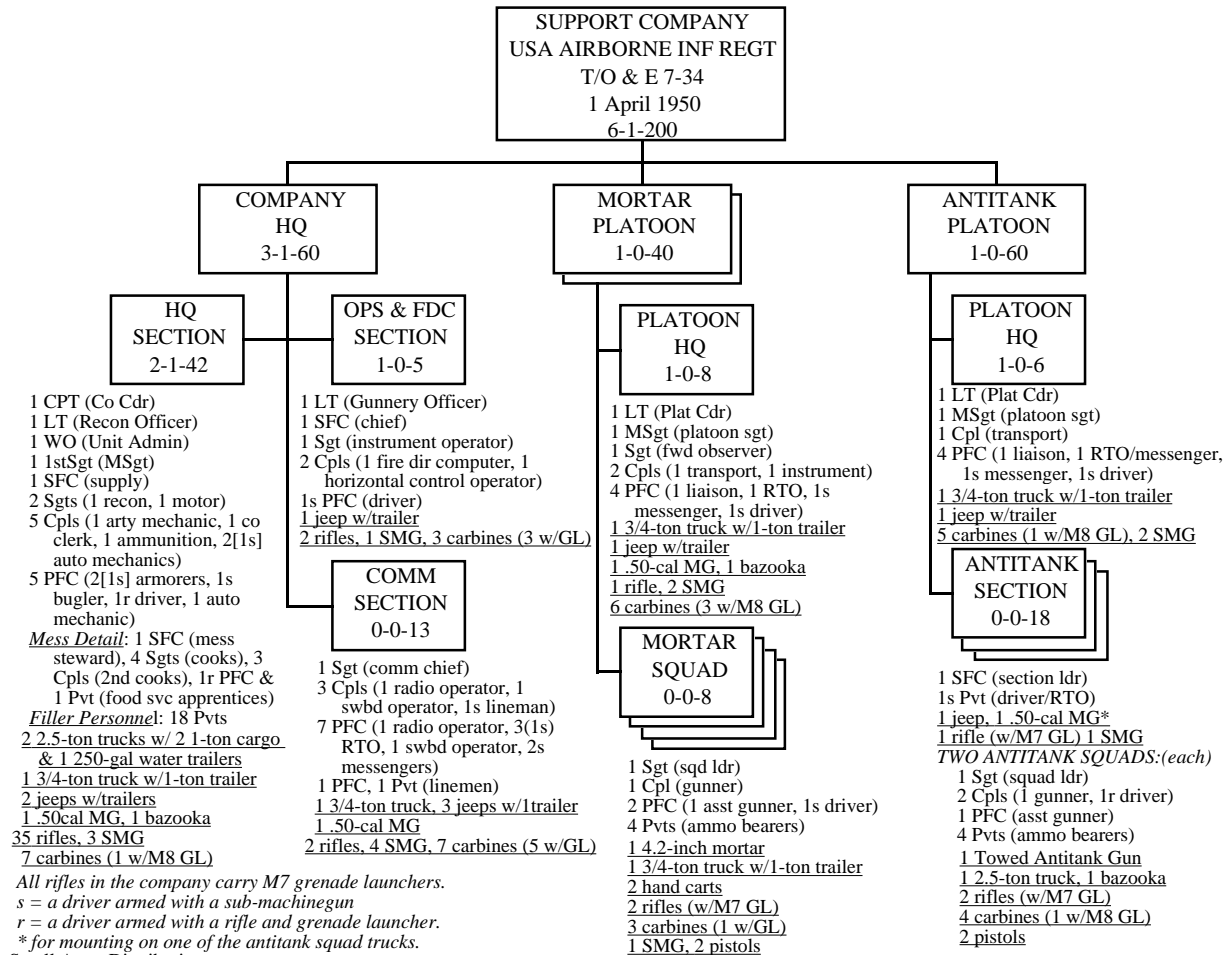 SUPPORT COMPANY
USA AIRBORNE INF REGT
T/O & E 7-34
1 April 1950
6-1-200
COMPANY
HQ
3-1-60
MORTAR
PLATOON
1-0-40
ANTITANK
PLATOON
1-0-60
HQ
SECTION
2-1-42
1 CPT (Co Cdr)
1 LT (Recon Officer)
1 WO (Unit Admin)
1 1stSgt (MSgt)
1 SFC (supply)
2 Sgts (1 recon, 1 motor)
5 Cpls (1 arty mechanic, 1 co
clerk, 1 ammunition, 2[1s]
auto mechanics)
5 PFC (2[1s] armorers, 1s
bugler, 1r driver, 1 auto
mechanic)
Mess Detail: 1 SFC (mess
steward), 4 Sgts (cooks), 3
Cpls (2nd cooks), 1r PFC &
1 Pvt (food svc apprentices)
Filler Personnel: 18 Pvts
2 2.5-ton trucks w/ 2 1-ton cargo
& 1 250-gal water trailers
1 3/4-ton truck w/1-ton trailer
2 jeeps w/trailers
1 .50cal MG, 1 bazooka
35 rifles, 3 SMG
7 carbines (1 w/M8 GL)
OPS & FDC
SECTION
1-0-5
1 LT (Gunnery Officer)
1 SFC (chief)
1 Sgt (instrument operator)
2 Cpls (1 fire dir computer, 1
horizontal control operator)
1s PFC (driver)
1 jeep w/trailer
2 rifles, 1 SMG, 3 carbines (3 w/GL)
COMM
SECTION
0-0-13
1 Sgt (comm chief)
3 Cpls (1 radio operator, 1
swbd operator, 1s lineman)
7 PFC (1 radio operator, 3(1s)
RTO, 1 swbd operator, 2s
messengers)
1 PFC, 1 Pvt (linemen)
1 3/4-ton truck, 3 jeeps w/1trailer
1 .50-cal MG
2 rifles, 4 SMG, 7 carbines (5 w/GL)
PLATOON
HQ
1-0-8
1 LT (Plat Cdr)
1 MSgt (platoon sgt)
1 Sgt (fwd observer)
2 Cpls (1 transport, 1 instrument)
4 PFC (1 liaison, 1 RTO, 1s
messenger, 1s driver)
1 3/4-ton truck w/1-ton trailer
1 jeep w/trailer
1 .50-cal MG, 1 bazooka
1 rifle, 2 SMG
6 carbines (3 w/M8 GL)
MORTAR
SQUAD
0-0-8
1 Sgt (sqd ldr)
1 Cpl (gunner)
2 PFC (1 asst gunner, 1s driver)
4 Pvts (ammo bearers)
1 4.2-inch mortar
1 3/4-ton truck w/1-ton trailer
2 hand carts
2 rifles (w/M7 GL)
3 carbines (1 w/GL)
1 SMG, 2 pistols
PLATOON
HQ
1-0-6
1 LT (Plat Cdr)
1 MSgt (platoon sgt)
1 Cpl (transport)
4 PFC (1 liaison, 1 RTO/messenger,
1s messenger, 1s driver)
1 3/4-ton truck w/1-ton trailer
1 jeep w/trailer
5 carbines (1 w/M8 GL), 2 SMG
ANTITANK
SECTION
0-0-18
1 SFC (section ldr)
1s Pvt (driver/RTO)
1 jeep, 1 .50-cal MG*
1 rifle (w/M7 GL) 1 SMG
TWO ANTITANK SQUADS:(each)
1 Sgt (squad ldr)
2 Cpls (1 gunner, 1r driver)
1 PFC (asst gunner)
4 Pvts (ammo bearers)
1 Towed Antitank Gun
1 2.5-ton truck, 1 bazooka
2 rifles (w/M7 GL)
4 carbines (1 w/M8 GL)
2 pistols
All rifles in the company carry M7 grenade launchers.
s = a driver armed with a sub-machinegun
r = a driver armed with a rifle and grenade launcher.
* for mounting on one of the antitank squad trucks.